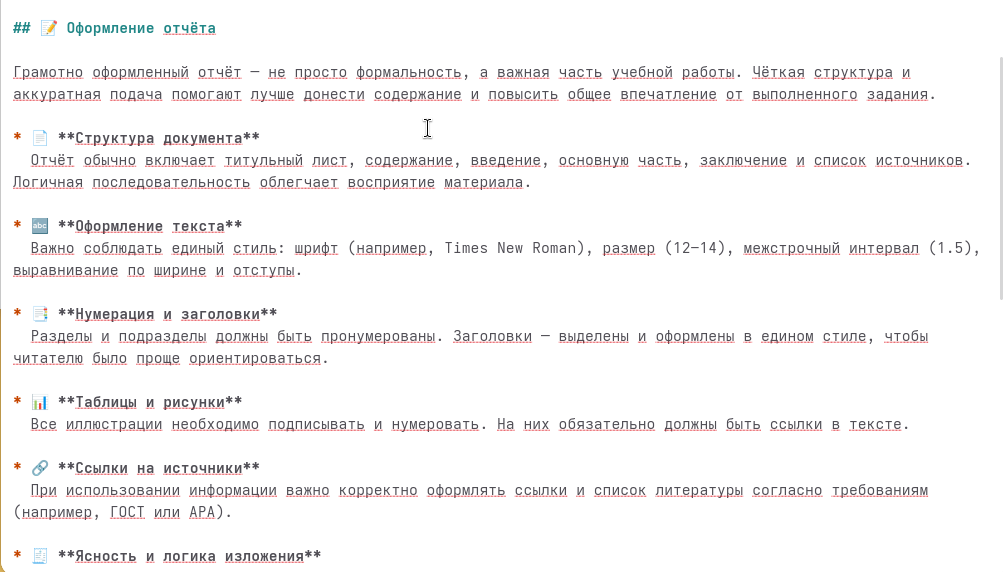 ## 📝 Оформление отчёта
Грамотно оформленный отчёт — не просто формальность, а важная часть учебной работы. Чёткая структура и
аккуратная подача помогают лучше донести содержание и повысить общее впечатление от выполненного задания.
* 📄 **Структура документа**
Отчёт обычно включает титульный лист, содержание, введение, основную часть, заключение и список источников.
Логичная последовательность облегчает восприятие материала.
* 🔤 **Оформление текста**
Важно соблюдать единый стиль: шрифт (например, Times New Roman), размер (12–14), межстрочный интервал (1.5),
выравнивание по ширине и отступы.
* 📑 **Нумерация и заголовки**
Разделы и подразделы должны быть пронумерованы. Заголовки — выделены и оформлены в едином стиле, чтобы
читателю было проще ориентироваться.
* 📊 **Таблицы и рисунки**
Все иллюстрации необходимо подписывать и нумеровать. На них обязательно должны быть ссылки в тексте.
* 🔗 **Ссылки на источники**
При использовании информации важно корректно оформлять ссылки и список литературы согласно требованиям
(например, ГОСТ или APA).
* 🧾 **Ясность и логика изложения**